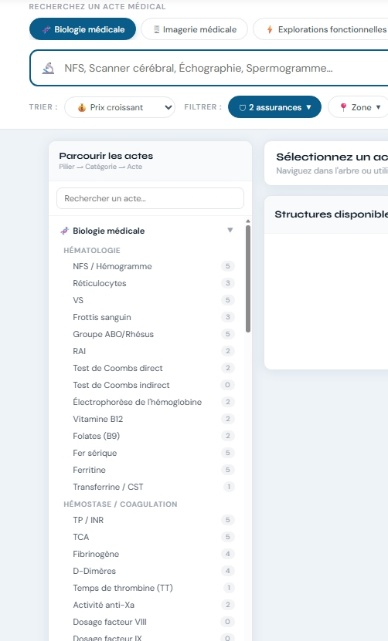 RECHERCHEZ UN ACTE MÉDICAL
Biologie médicale
Imagerie médicale
Explorations fonctionnelles
NFS, Scanner cérébral, Échographie, Spermogramme...
TRIER :
Prix croissant
FILTRER :
2 assurances ▼
Zone ▼
Parcourir les actes
Pilier → Catégorie → Acte
Rechercher un acte...
Biologie médicale ▼
HÉMATOLOGIE
NFS / Hémogramme 5
Réticulocytes 3
VS 5
Frottis sanguin 3
Groupe ABO/Rhésus 5
RAI 2
Test de Coombs direct 2
Test de Coombs indirect 0
Électrophorèse de l'hémoglobine 2
Vitamine B12 2
Folates (B9) 2
Fer sérique 5
Ferritine 5
Transferrine / CST 1
HÉMOSTASE / COAGULATION
TP / INR 5
TCA 5
Fibrinogène 4
D-Dimères 4
Temps de thrombine (TT) 1
Activité anti-Xa 2
Dosage facteur VIII 0
Dosage facteur IX 0
Sélectionnez un ac
Naviguez dans l'arbre ou utili
Structures disponible